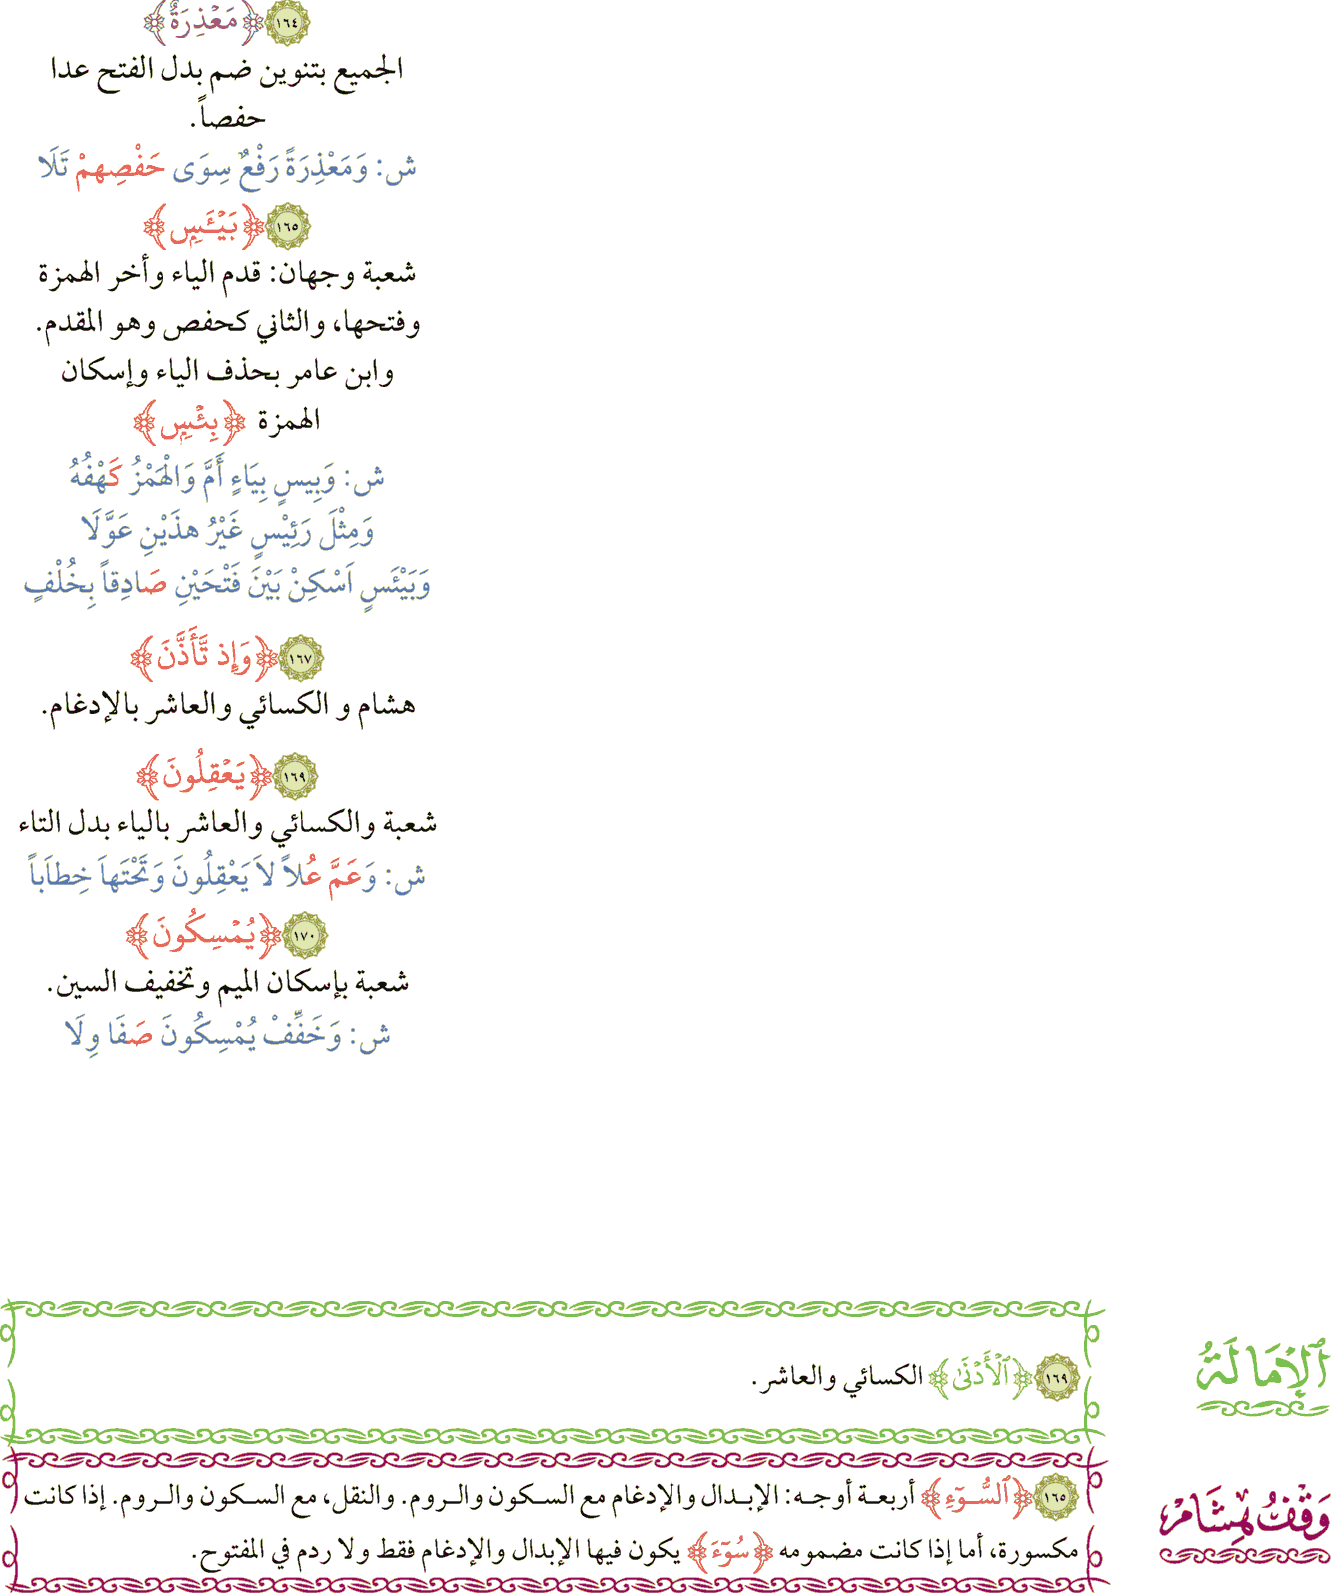 ١٦٤ ﴿مَعْذِرَةٌ﴾
الجميع بتنوين ضم بدل الفتح عدا
حفصاً.
ش: وَمَعْذِرَةً رَفْعٌ سِوَى حَفْصِهِمْ تَلَا
١٦٥ ﴿بَيْـَٔسٍ﴾
شعبة وجهان: قدم الياء وأخر الهمزة
وفتحها، والثاني كحفص وهو المقدم.
وابن عامر بحذف الياء وإسكان
الهمزة ﴿بِئْسٍ﴾
ش: وَبِيسٍ بِيَاءٍ أَمَّ وَالْهَمْزُ كَهْفُهُ
وَمِثْلَ رَئِيْسٍ غَيْرُ هذَيْنِ عَوَّلَا
وَبَيْئَسٍ اَسْكِنْ بَيْنَ فَتْحَيْنِ صَادِقاً بِخُلْفٍ
١٦٧ ﴿وَإِذ تَّأَذَّنَ﴾
هشام و الكسائي والعاشر بالإدغام.
١٦٩ ﴿يَعْقِلُونَ﴾
شعبة والكسائي والعاشر بالياء بدل التاء
ش: وَعَمَّ عُلاً لاَ يَعْقِلُونَ وَتَحْتَهاَ خِطاَباً
١٧٠ ﴿يُمْسِكُونَ﴾
شعبة بإسكان الميم وتخفيف السين.
ش: وَخَفِّفْ يُمْسِكُونَ صَفَا وِلَا
ٱلْإِمَالَةُ
١٦٩ ﴿ٱلْأَدْنَىٰ﴾ الكسائي والعاشر.
وَقْفُ هِشَام
١٦٥ ﴿ٱلسُّوٓءِ﴾ أربعة أوجه: الإبدال والإدغام مع السكون والروم. والنقل، مع السكون والروم. إذا كانت
مكسورة، أما إذا كانت مضمومه ﴿سُوٓءَ﴾ يكون فيها الإبدال والإدغام فقط ولا ردم في المفتوح.